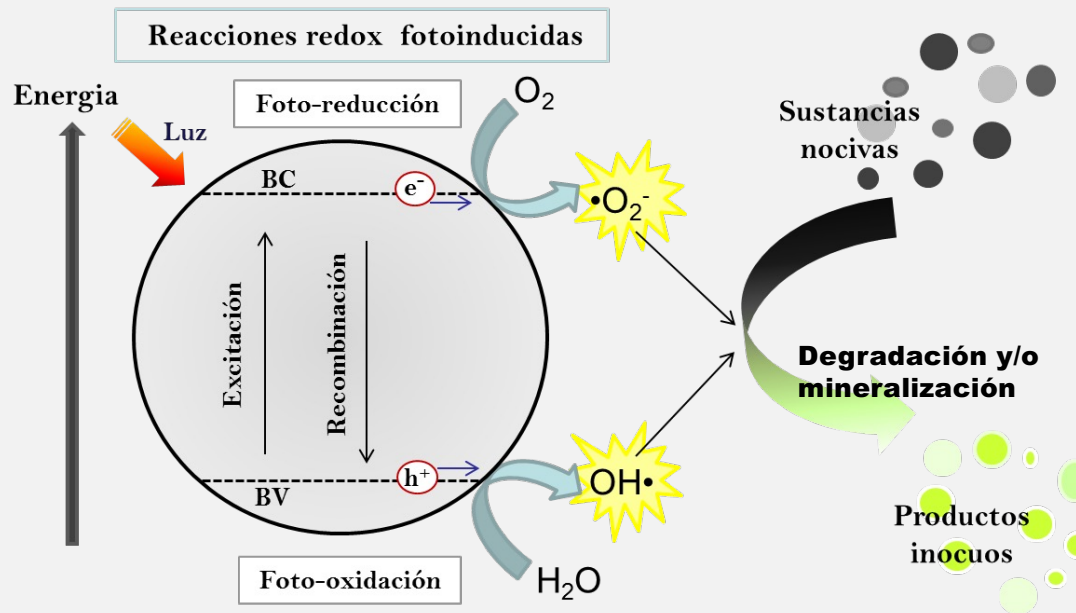 Reacciones redox fotoinducidas
Energia
Luz
Foto-reducción
O₂
Sustancias
nocivas
BC
e⁻
•O₂⁻
Excitación
Recombinación
Degradación y/o
mineralización
h⁺
BV
OH•
Productos
inocuos
Foto-oxidación
H₂O